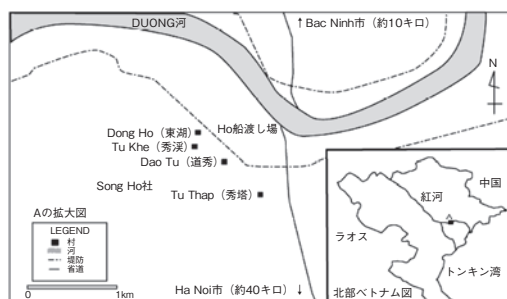 DUONG河
↑Bac Ninh市（約10キロ）
N
Ho船渡し場
Dong Ho（東湖）
Tu Khe（秀渓）
Dao Tu（道秀）
Song Ho社
Tu Thap（秀塔）
Aの拡大図
LEGEND
村
河
堤防
省道
0 1km
Ha Noi市（約40キロ）↓
中国
紅河
A
ラオス
トンキン湾
北部ベトナム図